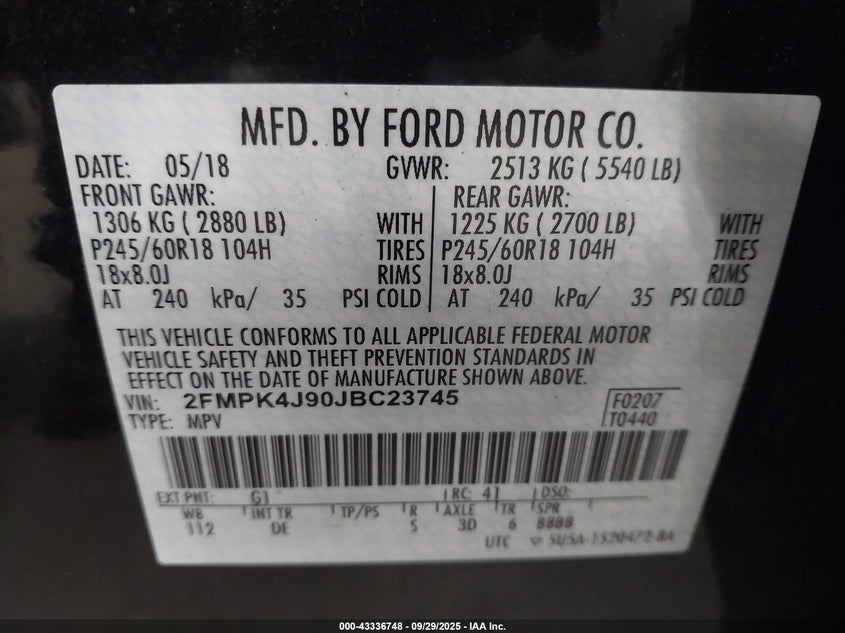 MFD. BY FORD MOTOR CO.
DATE: 05/18 GVWR: 2513 KG ( 5540 LB)
FRONT GAWR: REAR GAWR:
1306 KG ( 2880 LB) WITH 1225 KG ( 2700 LB) WITH
P245/60R18 104H TIRES P245/60R18 104H TIRES
18x8.0J RIMS 18x8.0J RIMS
AT 240 kPa/ 35 PSI COLD AT 240 kPa/ 35 PSI COLD
THIS VEHICLE CONFORMS TO ALL APPLICABLE FEDERAL MOTOR
VEHICLE SAFETY AND THEFT PREVENTION STANDARDS IN
EFFECT ON THE DATE OF MANUFACTURE SHOWN ABOVE.
VIN: 2FMPK4J90JBC23745 F0207
TYPE: MPV T0440
EXT PNT: G1 RC: 41 DSO:
WB INT TR TP/PS R AXLE TR SPR
112 DE S 3D 6 8888
UTC 5U5A-1520472-BA
000-43336748 - 09/29/2025 - IAA Inc.